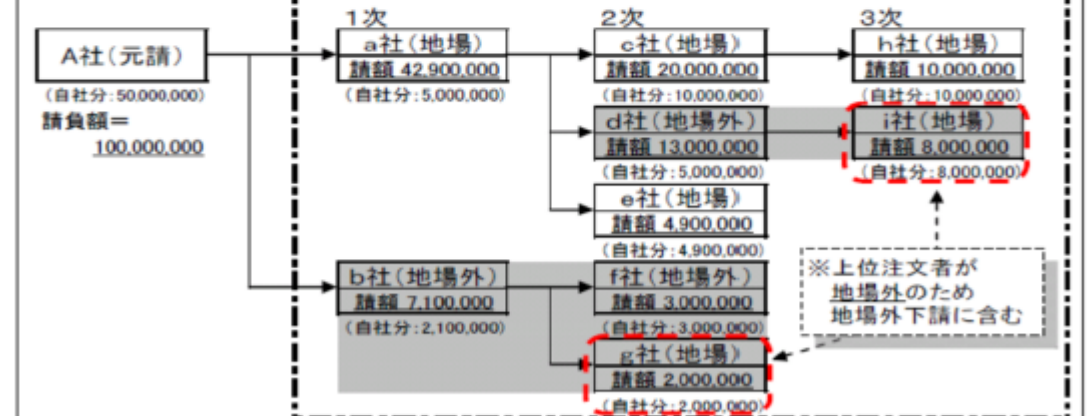 1次
2次
3次
A社(元請)
(自社分:50,000,000)
請負額=
100,000,000
a社(地場)
請額 42,900,000
(自社分:5,000,000)
c社(地場)
請額 20,000,000
(自社分:10,000,000)
h社(地場)
請額 10,000,000
(自社分:10,000,000)
d社(地場外)
請額 13,000,000
(自社分:5,000,000)
i社(地場)
請額 8,000,000
(自社分:8,000,000)
e社(地場)
請額 4,900,000
(自社分:4,900,000)
b社(地場外)
請額 7,100,000
(自社分:2,100,000)
f社(地場外)
請額 3,000,000
(自社分:3,000,000)
g社(地場)
請額 2,000,000
(自社分:2,000,000)
※上位注文者が
地場外のため
地場外下請に含む